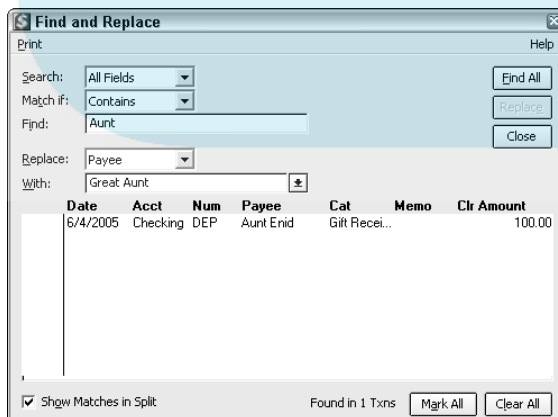 Find and Replace
Print Help
Search: All Fields Find All
Match if: Contains Replace
Find: Aunt Close
Replace: Payee
With: Great Aunt
Date Acct Num Payee Cat Memo Clr Amount
6/4/2005 Checking DEP Aunt Enid Gift Recei... 100.00
Show Matches in Split Found in 1 Txns Mark All Clear All